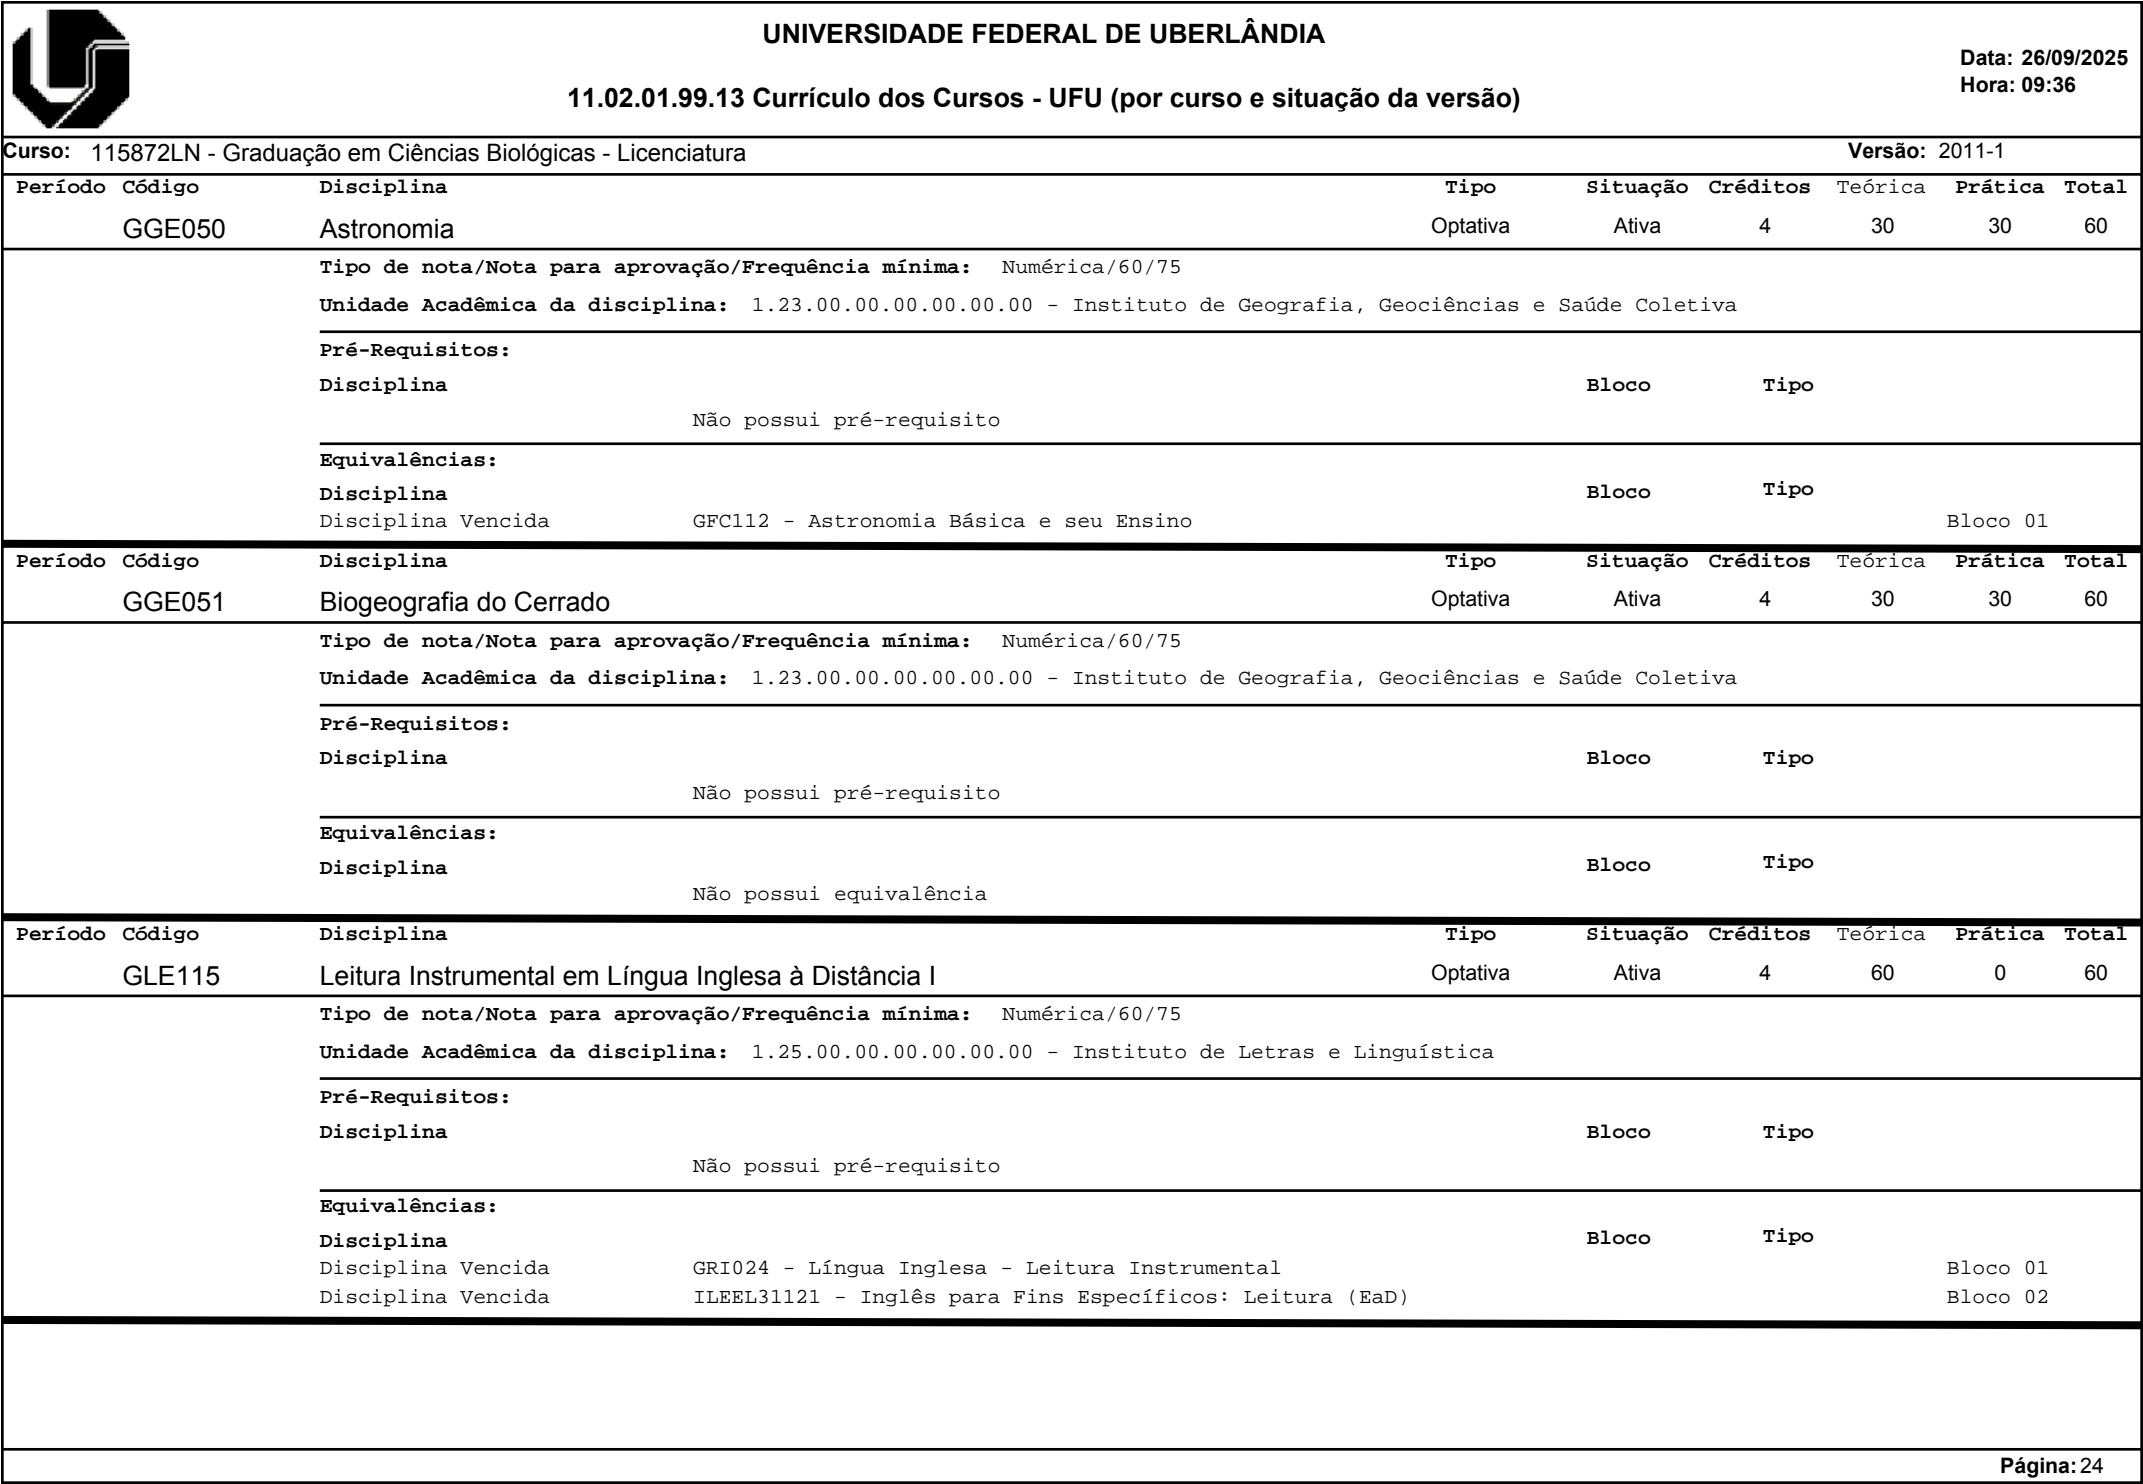 UNIVERSIDADE FEDERAL DE UBERLÂNDIA
Data: 26/09/2025
Hora: 09:36
11.02.01.99.13 Currículo dos Cursos - UFU (por curso e situação da versão)
Curso: 115872LN - Graduação em Ciências Biológicas - Licenciatura Versão: 2011-1
Período Código Disciplina Tipo Situação Créditos Teórica Prática Total
GGE050 Astronomia Optativa Ativa 4 30 30 60
Tipo de nota/Nota para aprovação/Frequência mínima: Numérica/60/75
Unidade Acadêmica da disciplina: 1.23.00.00.00.00.00.00 - Instituto de Geografia, Geociências e Saúde Coletiva
Pré-Requisitos:
Disciplina Bloco Tipo
Não possui pré-requisito
Equivalências:
Disciplina Bloco Tipo
Disciplina Vencida GFC112 - Astronomia Básica e seu Ensino Bloco 01
Período Código Disciplina Tipo Situação Créditos Teórica Prática Total
GGE051 Biogeografia do Cerrado Optativa Ativa 4 30 30 60
Tipo de nota/Nota para aprovação/Frequência mínima: Numérica/60/75
Unidade Acadêmica da disciplina: 1.23.00.00.00.00.00.00 - Instituto de Geografia, Geociências e Saúde Coletiva
Pré-Requisitos:
Disciplina Bloco Tipo
Não possui pré-requisito
Equivalências:
Disciplina Bloco Tipo
Não possui equivalência
Período Código Disciplina Tipo Situação Créditos Teórica Prática Total
GLE115 Leitura Instrumental em Língua Inglesa à Distância I Optativa Ativa 4 60 0 60
Tipo de nota/Nota para aprovação/Frequência mínima: Numérica/60/75
Unidade Acadêmica da disciplina: 1.25.00.00.00.00.00.00 - Instituto de Letras e Linguística
Pré-Requisitos:
Disciplina Bloco Tipo
Não possui pré-requisito
Equivalências:
Disciplina Bloco Tipo
Disciplina Vencida GRI024 - Língua Inglesa - Leitura Instrumental Bloco 01
Disciplina Vencida ILEEL31121 - Inglês para Fins Específicos: Leitura (EaD) Bloco 02
Página: 24